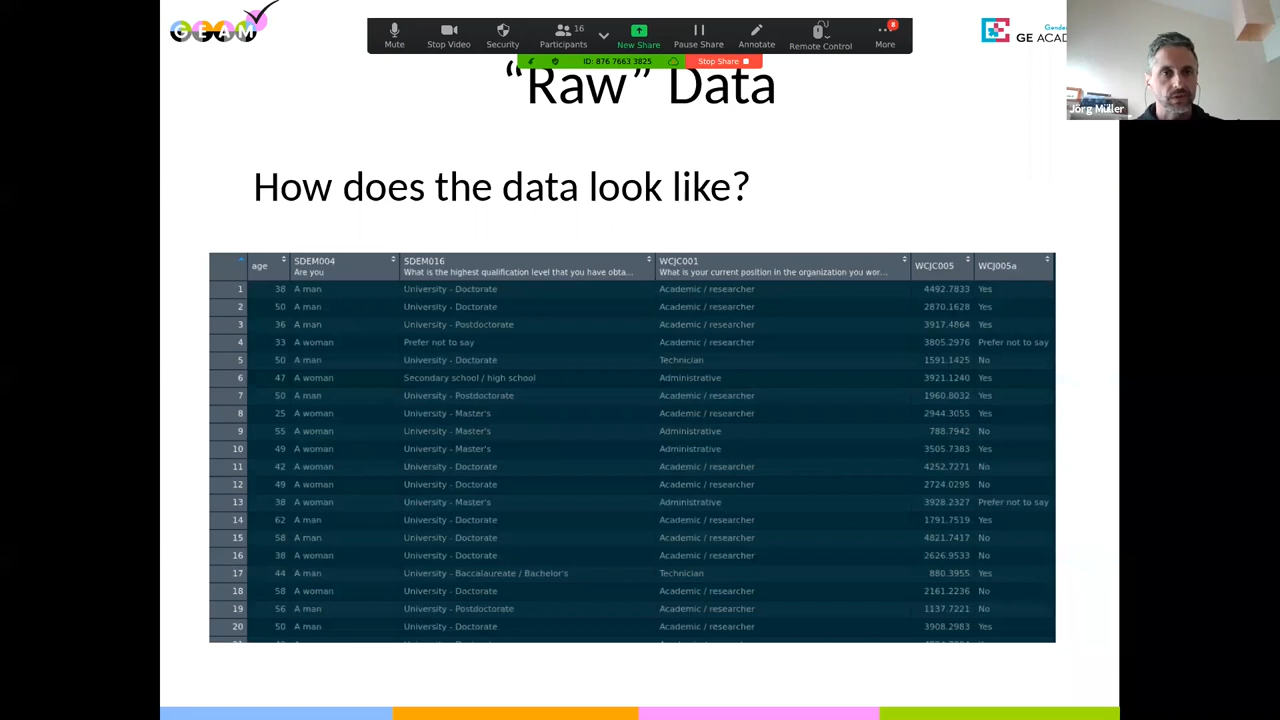 GEAM
Mute
Stop Video
Security
16
Participants
New Share
Pause Share
Annotate
Remote Control
8
More
ID: 876 7663 3825
Stop Share
Gende
GE ACAD
Jörg Müller
“Raw” Data
How does the data look like?
age SDEM004 SDEM016 WCJC001 WCJC005 WCJ005a
Are you What is the highest qualification level that you have obta... What is your current position in the organization you wor...
1 38 A man University - Doctorate Academic / researcher 4492.7833 Yes
2 50 A man University - Doctorate Academic / researcher 2870.1628 Yes
3 36 A man University - Postdoctorate Academic / researcher 3917.4864 Yes
4 33 A woman Prefer not to say Academic / researcher 3805.2976 Prefer not to say
5 50 A man University - Doctorate Technician 1591.1425 No
6 47 A woman Secondary school / high school Administrative 3921.1240 Yes
7 50 A man University - Postdoctorate Academic / researcher 1960.8032 Yes
8 25 A woman University - Master's Academic / researcher 2944.3055 Yes
9 55 A woman University - Master's Administrative 788.7942 No
10 49 A woman University - Master's Administrative 3505.7383 Yes
11 42 A woman University - Doctorate Academic / researcher 4252.7271 No
12 49 A woman University - Doctorate Academic / researcher 2724.0295 No
13 38 A woman University - Master's Administrative 3928.2327 Prefer not to say
14 62 A man University - Doctorate Academic / researcher 1791.7519 Yes
15 58 A man University - Doctorate Academic / researcher 4821.7417 No
16 38 A woman University - Doctorate Academic / researcher 2626.9533 No
17 44 A man University - Baccalaureate / Bachelor's Technician 880.3955 Yes
18 58 A woman University - Doctorate Academic / researcher 2161.2236 No
19 56 A man University - Postdoctorate Academic / researcher 1137.7221 No
20 50 A man University - Doctorate Academic / researcher 3908.2983 Yes